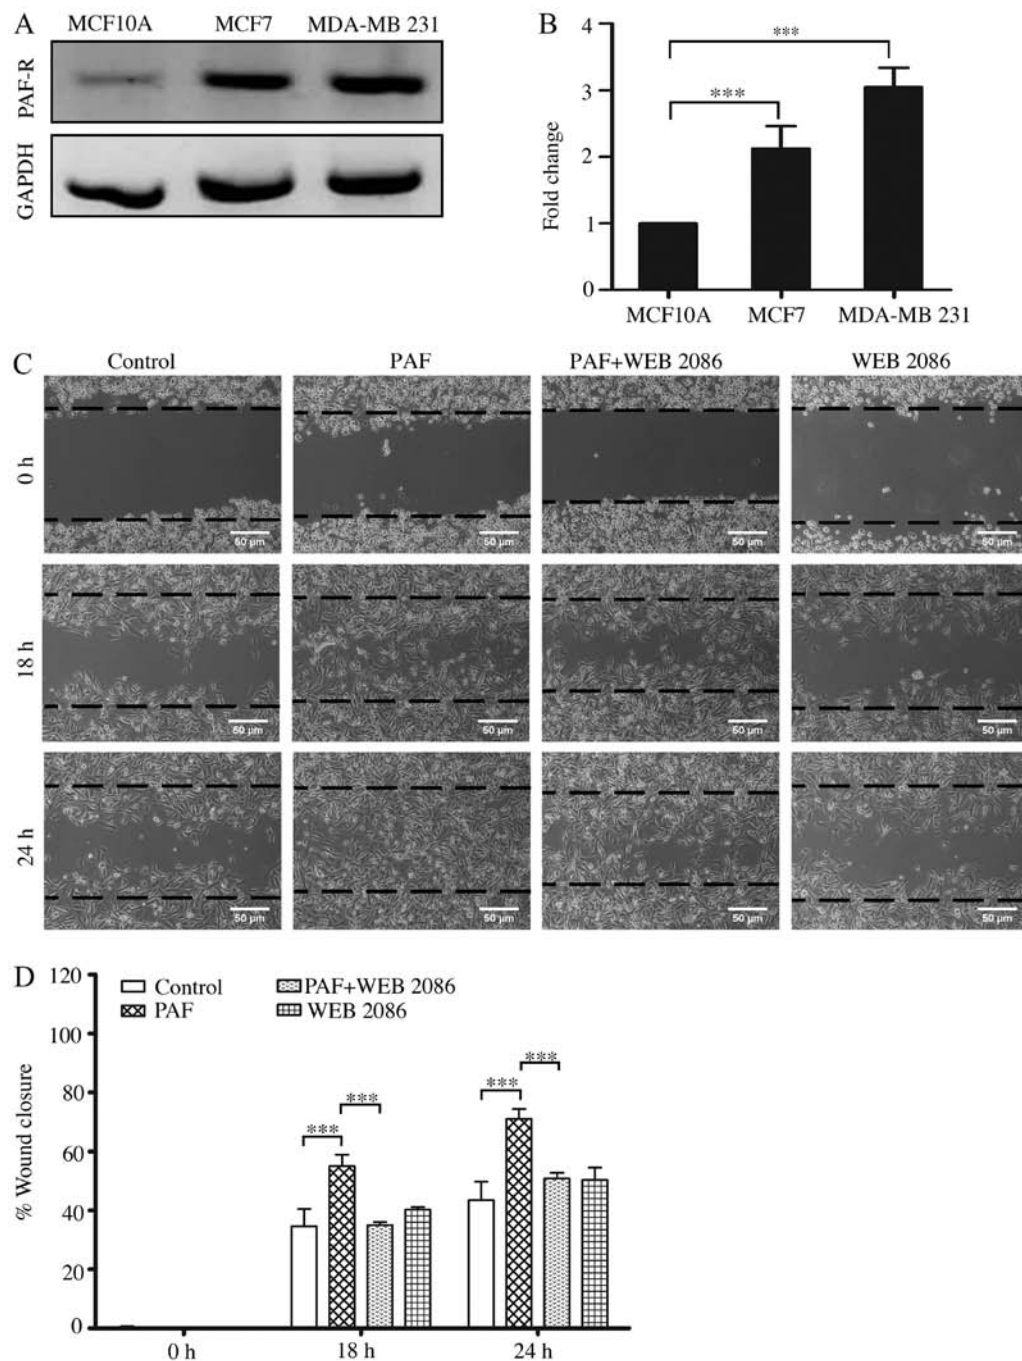 A
MCF10A MCF7 MDA-MB 231
PAF-R
GAPDH
B
***
***
4
3
2
1
0
Fold change
MCF10A MCF7 MDA-MB 231
C
Control PAF PAF+WEB 2086 WEB 2086
0 h
50 µm 50 µm 50 µm 50 µm
18 h
50 µm 50 µm 50 µm 50 µm
24 h
50 µm 50 µm 50 µm 50 µm
D
Control PAF+WEB 2086
PAF WEB 2086
120
100
80
60
40
20
0
% Wound closure
*** ***
*** ***
0 h 18 h 24 h